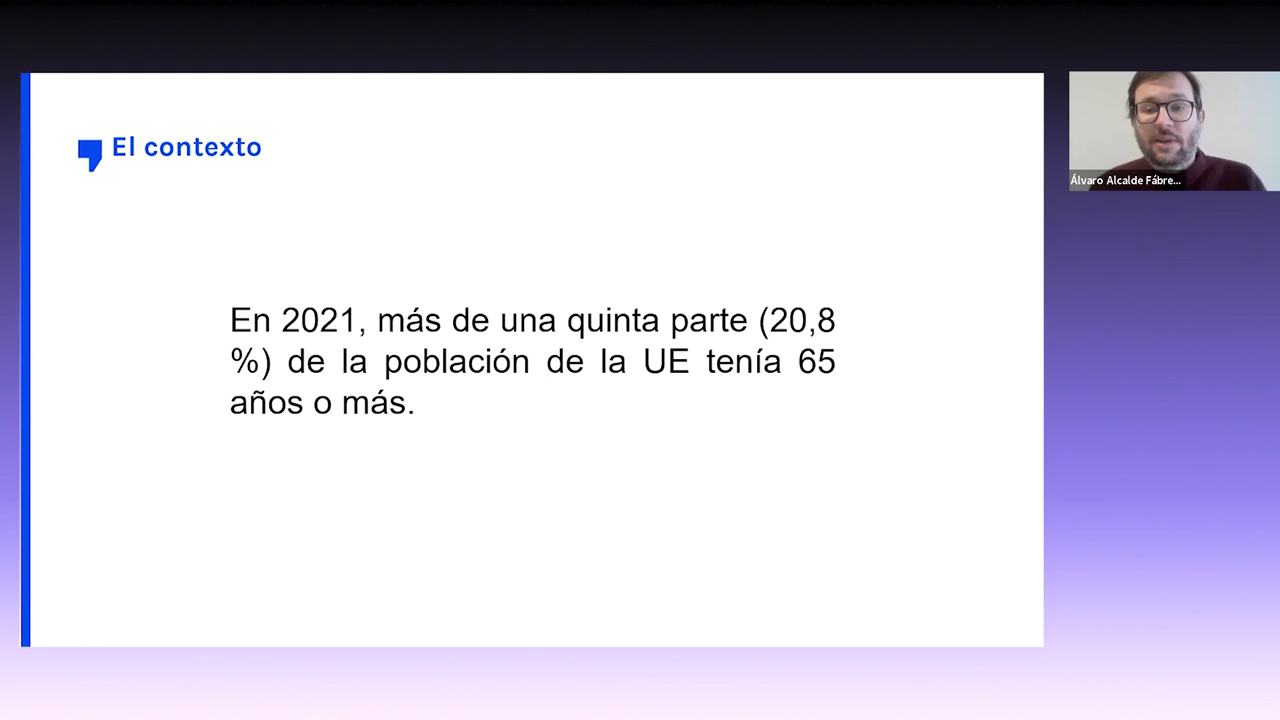 El contexto
En 2021, más de una quinta parte (20,8
%) de la población de la UE tenía 65
años o más.
Álvaro Alcalde Fábre...